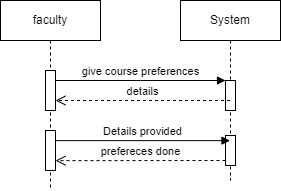 faculty
System
give course preferences
details
Details provided
prefereces done